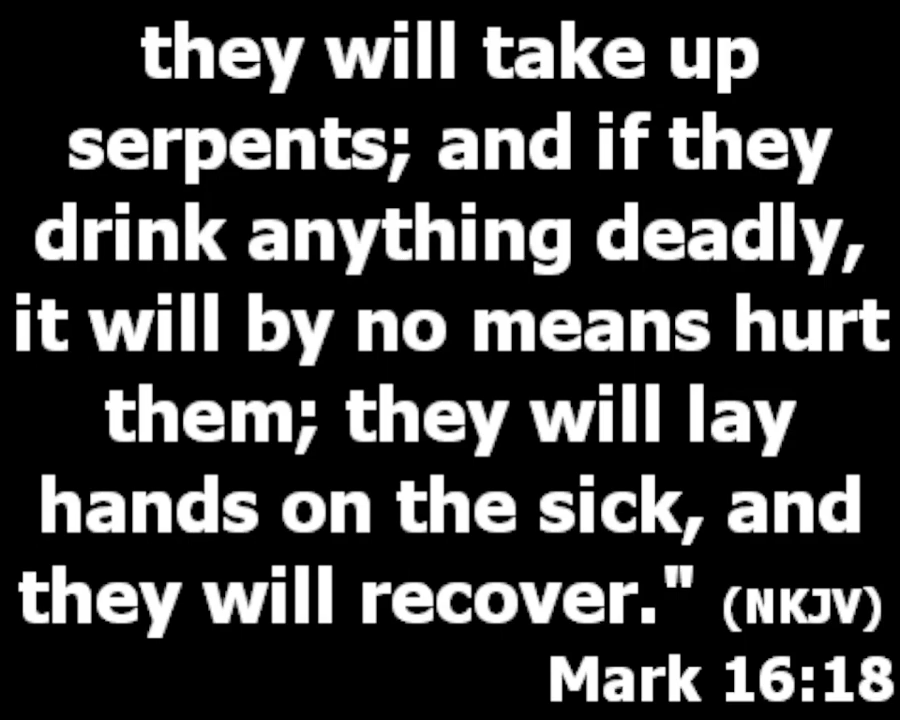 they will take up
serpents; and if they
drink anything deadly,
it will by no means hurt
them; they will lay
hands on the sick, and
they will recover." (NKJV)
Mark 16:18